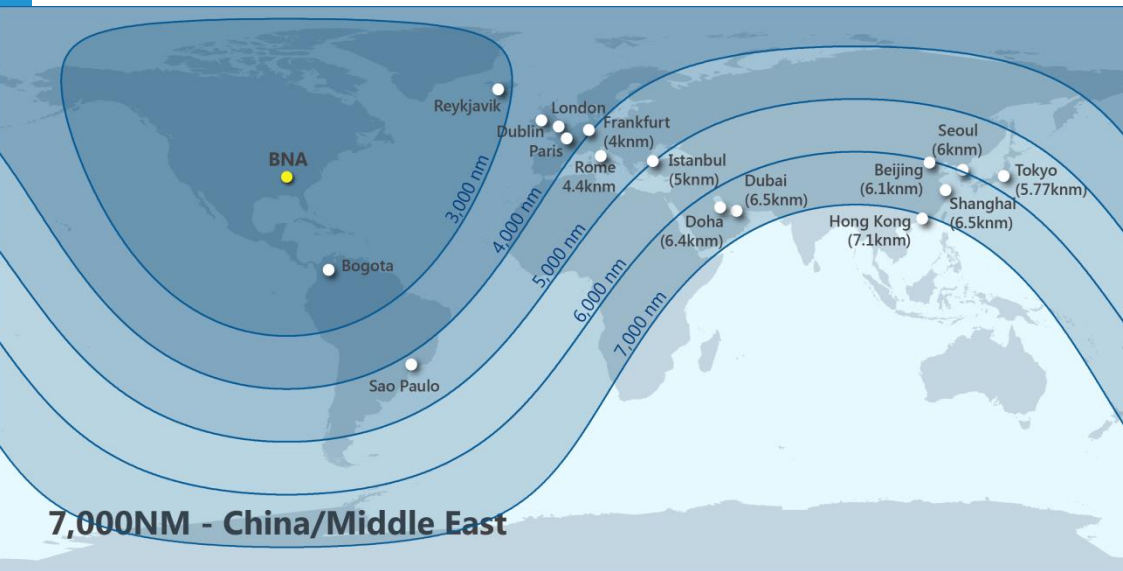 Reykjavik
London
Dublin
Paris
Frankfurt
(4knm)
Rome
4.4knm
Istanbul
(5knm)
Dubai
(6.5knm)
Doha
(6.4knm)
Seoul
(6knm)
Beijing
(6.1knm)
Tokyo
(5.77knm)
Shanghai
(6.5knm)
Hong Kong
(7.1knm)
BNA
Bogota
Sao Paulo
3,000 nm
4,000 nm
5,000 nm
6,000 nm
7,000 nm
7,000NM - China/Middle East